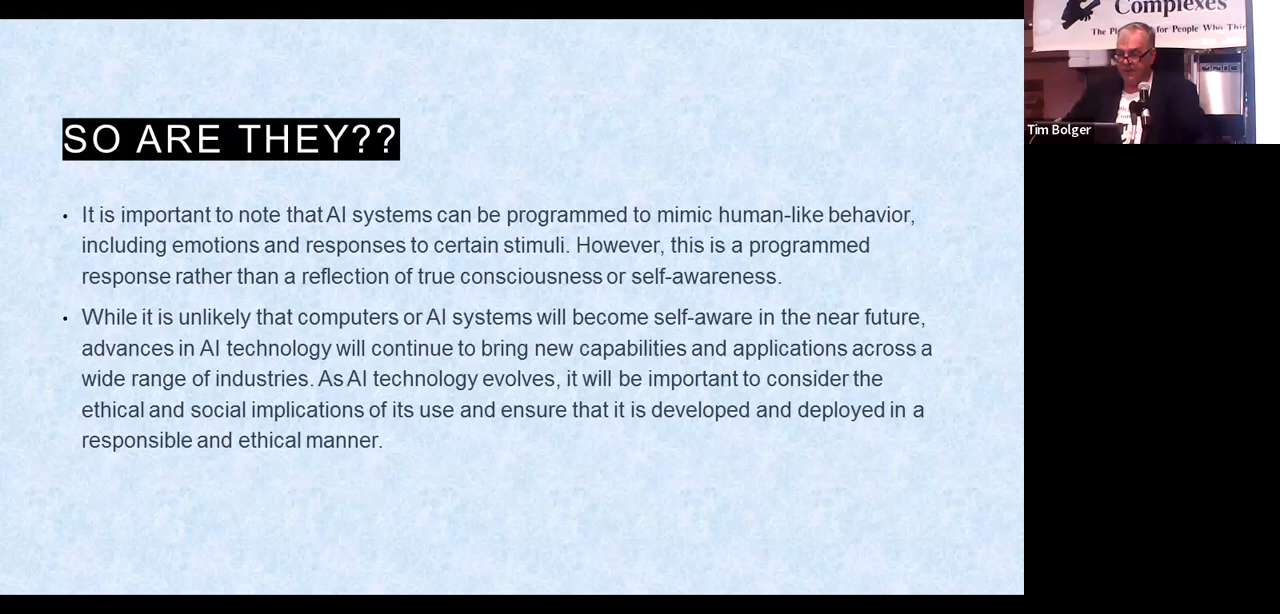 SO ARE THEY??
• It is important to note that AI systems can be programmed to mimic human-like behavior,
including emotions and responses to certain stimuli. However, this is a programmed
response rather than a reflection of true consciousness or self-awareness.
• While it is unlikely that computers or AI systems will become self-aware in the near future,
advances in AI technology will continue to bring new capabilities and applications across a
wide range of industries. As AI technology evolves, it will be important to consider the
ethical and social implications of its use and ensure that it is developed and deployed in a
responsible and ethical manner.
Complexes
The for People Who
Tim Bolger